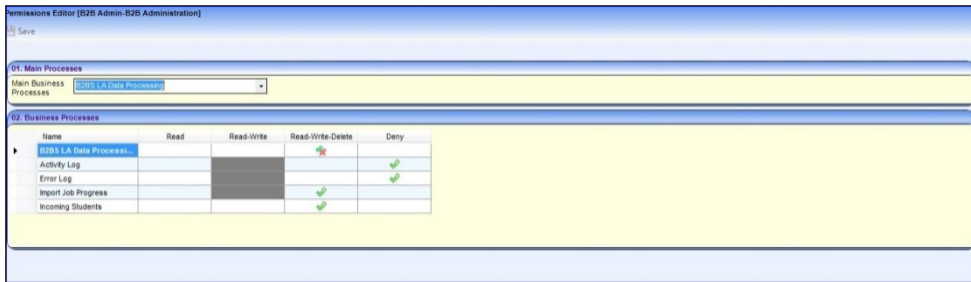 Permissions Editor [B2B Admin-B2B Administration]
Save
01. Main Processes
Main Business Processes B2BS LA Data Processing
02. Business Processes
Name Read Read-Write Read-Write-Delete Deny
B2BS LA Data Processi...
Activity Log
Error Log
Import Job Progress
Incoming Students